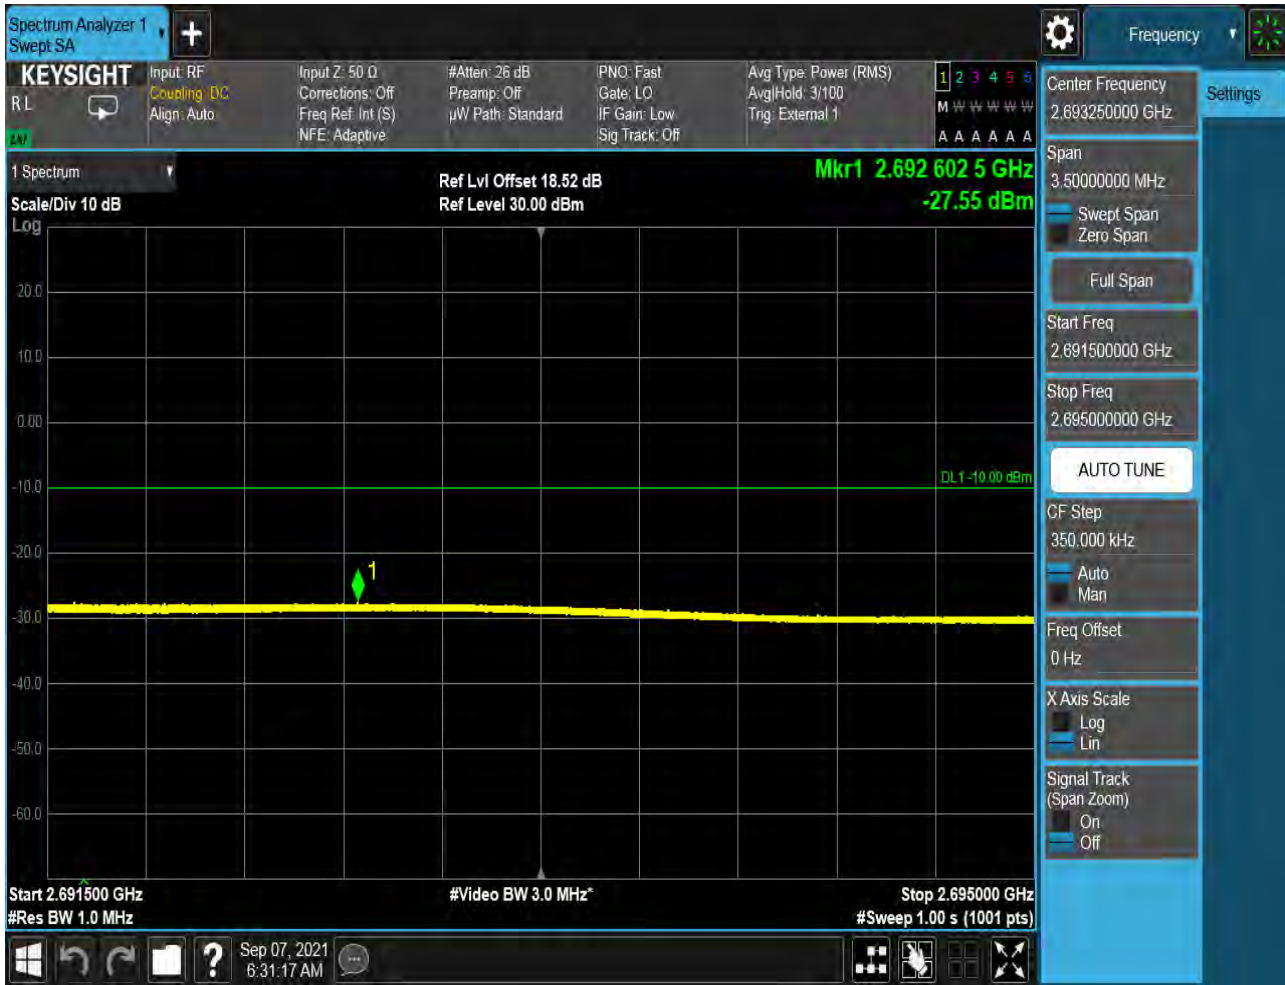 Spectrum Analyzer 1
Swept SA
Frequency
KEYSIGHT
R L
Input: RF
Coupling: DC
Align: Auto
Input Z: 50 Ω
Corrections: Off
Freq Ref: Int (S)
NFE: Adaptive
#Atten: 26 dB
Preamp: Off
µW Path: Standard
PNO: Fast
Gate: LO
IF Gain: Low
Sig Track: Off
Avg Type: Power (RMS)
Avg|Hold: 3/100
Trig: External 1
1 2 3 4 5 6
M W W W W W
A A A A A A
1 Spectrum
Scale/Div 10 dB
Log
Ref Lvl Offset 18.52 dB
Ref Level 30.00 dBm
Mkr1 2.692 602 5 GHz
-27.55 dBm
20.0
10.0
0.00
-10.0
-20.0
-30.0
-40.0
-50.0
-60.0
DL1 -10.00 dBm
1
Start 2.691500 GHz
#Res BW 1.0 MHz
#Video BW 3.0 MHz*
Stop 2.695000 GHz
#Sweep 1.00 s (1001 pts)
Sep 07, 2021
6:31:17 AM
?
Center Frequency
2.693250000 GHz
Settings
Span
3.50000000 MHz
Swept Span
Zero Span
Full Span
Start Freq
2.691500000 GHz
Stop Freq
2.695000000 GHz
AUTO TUNE
CF Step
350.000 kHz
Auto
Man
Freq Offset
0 Hz
X Axis Scale
Log
Lin
Signal Track
(Span Zoom)
On
Off